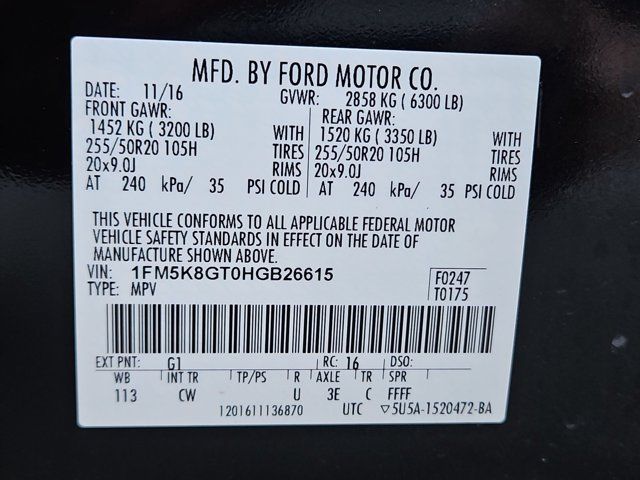 MFD. BY FORD MOTOR CO.
DATE: 11/16 GVWR: 2858 KG ( 6300 LB)
FRONT GAWR: REAR GAWR:
1452 KG ( 3200 LB) WITH 1520 KG ( 3350 LB) WITH
255/50R20 105H TIRES 255/50R20 105H TIRES
20x9.0J RIMS 20x9.0J RIMS
AT 240 kPa/ 35 PSI COLD AT 240 kPa/ 35 PSI COLD
THIS VEHICLE CONFORMS TO ALL APPLICABLE FEDERAL MOTOR
VEHICLE SAFETY STANDARDS IN EFFECT ON THE DATE OF
MANUFACTURE SHOWN ABOVE.
VIN: 1FM5K8GT0HGB26615 F0247
TYPE: MPV T0175
EXT PNT: G1 RC: 16 DSO:
WB INT TR TP/PS R AXLE TR SPR
113 CW U 3E C FFFF
1201611136870 UTC ▽5U5A-1520472-BA